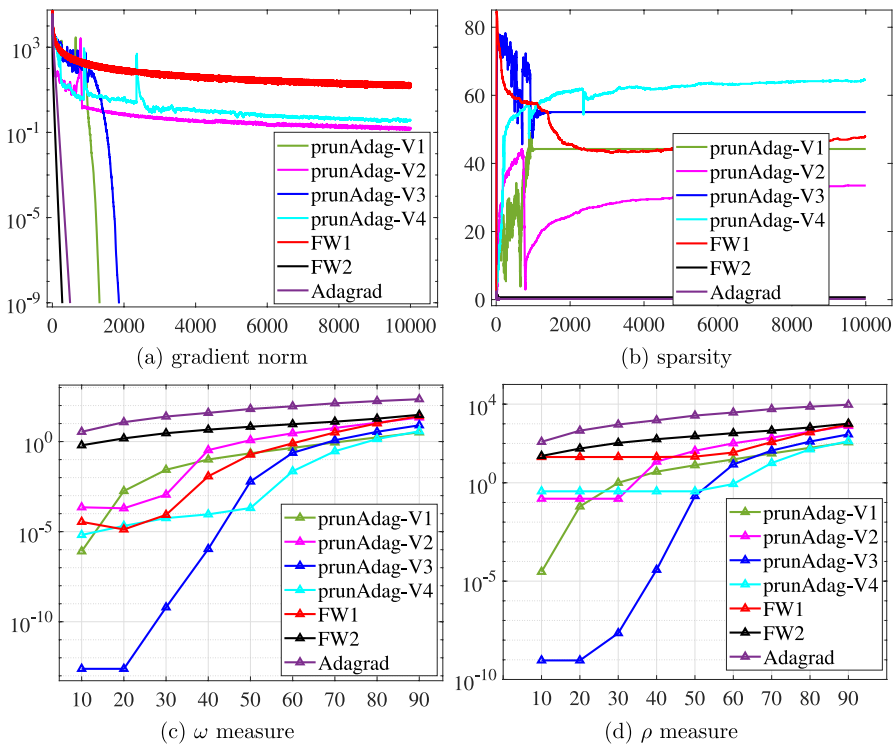 10^3
10^-1
10^-5
10^-9
0
2000
4000
6000
8000
10000
prunAdag-V1
prunAdag-V2
prunAdag-V3
prunAdag-V4
FW1
FW2
Adagrad
(a) gradient norm
80
60
40
20
0
0
2000
4000
6000
8000
10000
prunAdag-V1
prunAdag-V2
prunAdag-V3
prunAdag-V4
FW1
FW2
Adagrad
(b) sparsity
10^0
10^-5
10^-10
10 20 30 40 50 60 70 80 90
prunAdag-V1
prunAdag-V2
prunAdag-V3
prunAdag-V4
FW1
FW2
Adagrad
(c) ω measure
10^4
10^0
10^-5
10^-10
10 20 30 40 50 60 70 80 90
prunAdag-V1
prunAdag-V2
prunAdag-V3
prunAdag-V4
FW1
FW2
Adagrad
(d) ρ measure